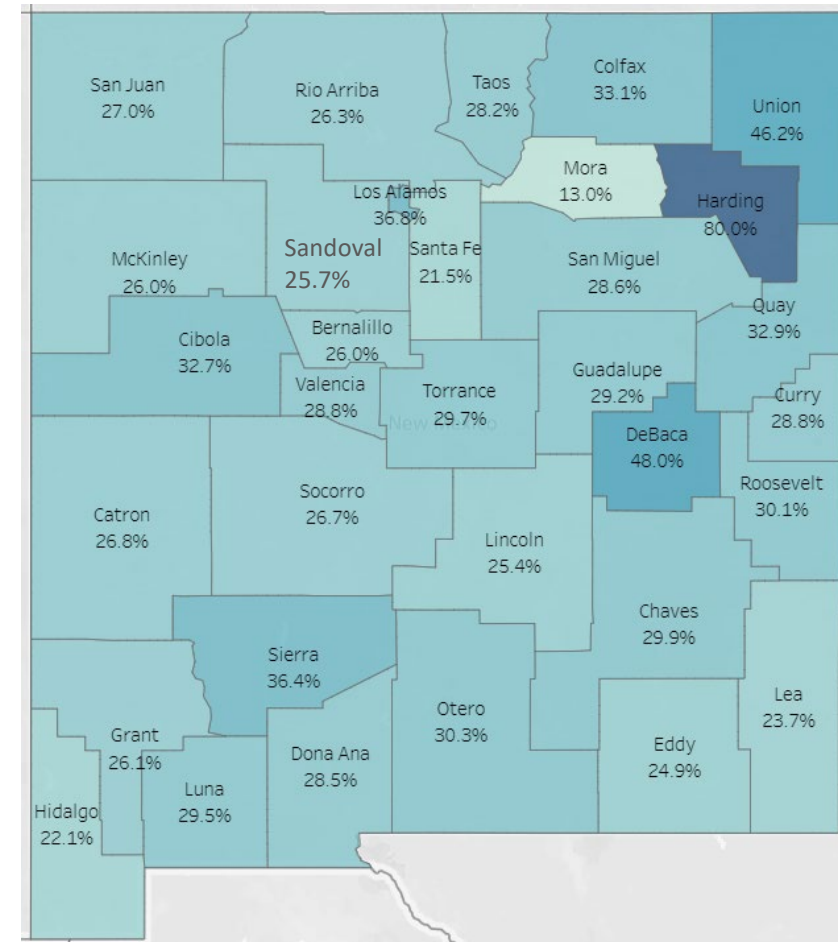 San Juan
27.0%
Rio Arriba
26.3%
Taos
28.2%
Colfax
33.1%
Union
46.2%
Mora
13.0%
Harding
80.0%
Los Alamos
36.8%
McKinley
26.0%
Sandoval
25.7%
Santa Fe
21.5%
San Miguel
28.6%
Quay
32.9%
Cibola
32.7%
Bernalillo
26.0%
Valencia
28.8%
Torrance
29.7%
New Mexico
Guadalupe
29.2%
Curry
28.8%
DeBaca
48.0%
Roosevelt
30.1%
Catron
26.8%
Socorro
26.7%
Lincoln
25.4%
Chaves
29.9%
Sierra
36.4%
Otero
30.3%
Lea
23.7%
Grant
26.1%
Luna
29.5%
Dona Ana
28.5%
Eddy
24.9%
Hidalgo
22.1%